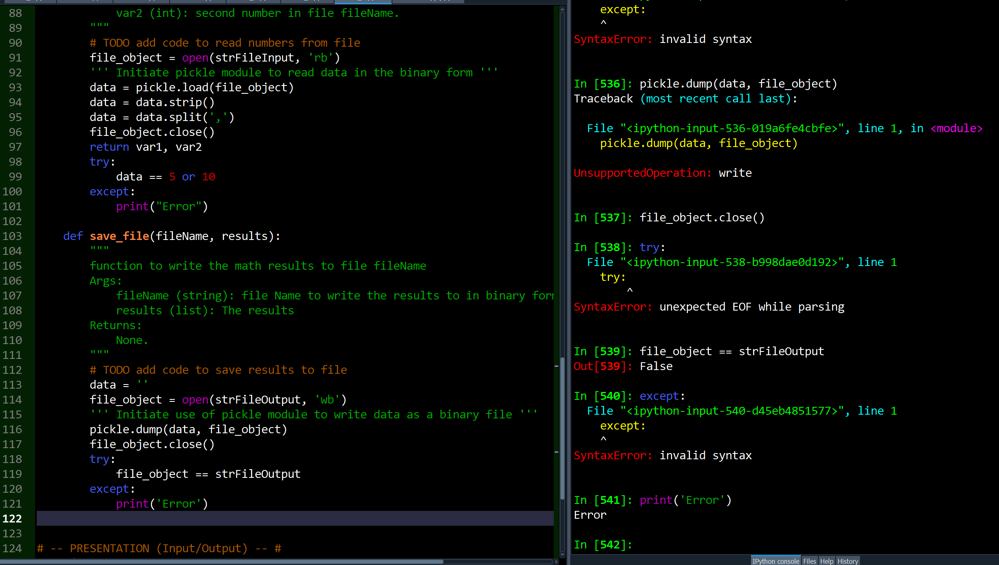 88             var2 (int): second number in file fileName.
89         """
90         # TODO add code to read numbers from file
91         file_object = open(strFileInput, 'rb')
92         ''' Initiate pickle module to read data in the binary form '''
93         data = pickle.load(file_object)
94         data = data.strip()
95         data = data.split(',')
96         file_object.close()
97         return var1, var2
98         try:
99             data == 5 or 10
100         except:
101             print("Error")
102
103     def save_file(fileName, results):
104         """
105         function to write the math results to file fileName
106         Args:
107             fileName (string): file Name to write the results to in binary for
108             results (list): The results
109         Returns:
110             None.
111         """
112         # TODO add code to save results to file
113         data = ''
114         file_object = open(strFileOutput, 'wb')
115         ''' Initiate use of pickle module to write data as a binary file '''
116         pickle.dump(data, file_object)
117         file_object.close()
118         try:
119             file_object == strFileOutput
120         except:
121             print('Error')
122
123
124 # -- PRESENTATION (Input/Output) -- #
    except:
    ^
SyntaxError: invalid syntax
In [536]: pickle.dump(data, file_object)
Traceback (most recent call last):
  File "<ipython-input-536-019a6fe4cbfe>", line 1, in <module>
    pickle.dump(data, file_object)
UnsupportedOperation: write
In [537]: file_object.close()
In [538]: try:
  File "<ipython-input-538-b998dae0d192>", line 1
    try:
        ^
SyntaxError: unexpected EOF while parsing
In [539]: file_object == strFileOutput
Out[539]: False
In [540]: except:
  File "<ipython-input-540-d45eb4851577>", line 1
    except:
    ^
SyntaxError: invalid syntax
In [541]: print('Error')
Error
In [542]:
IPython console Files Help History